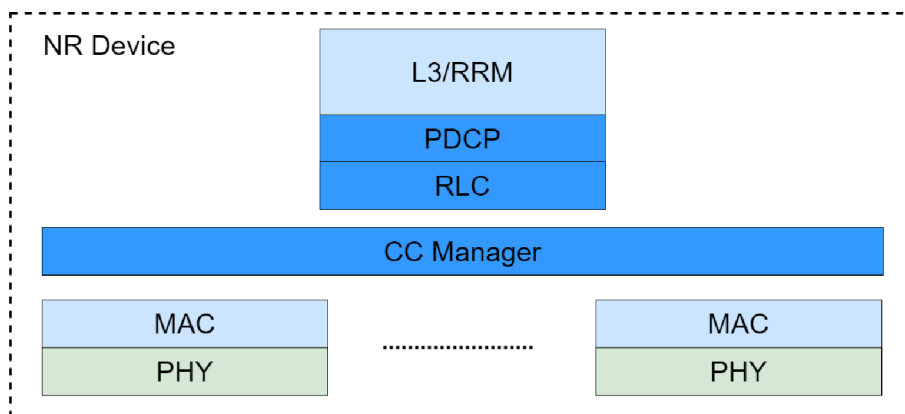 NR Device
L3/RRM
PDCP
RLC
CC Manager
MAC
MAC
PHY
PHY